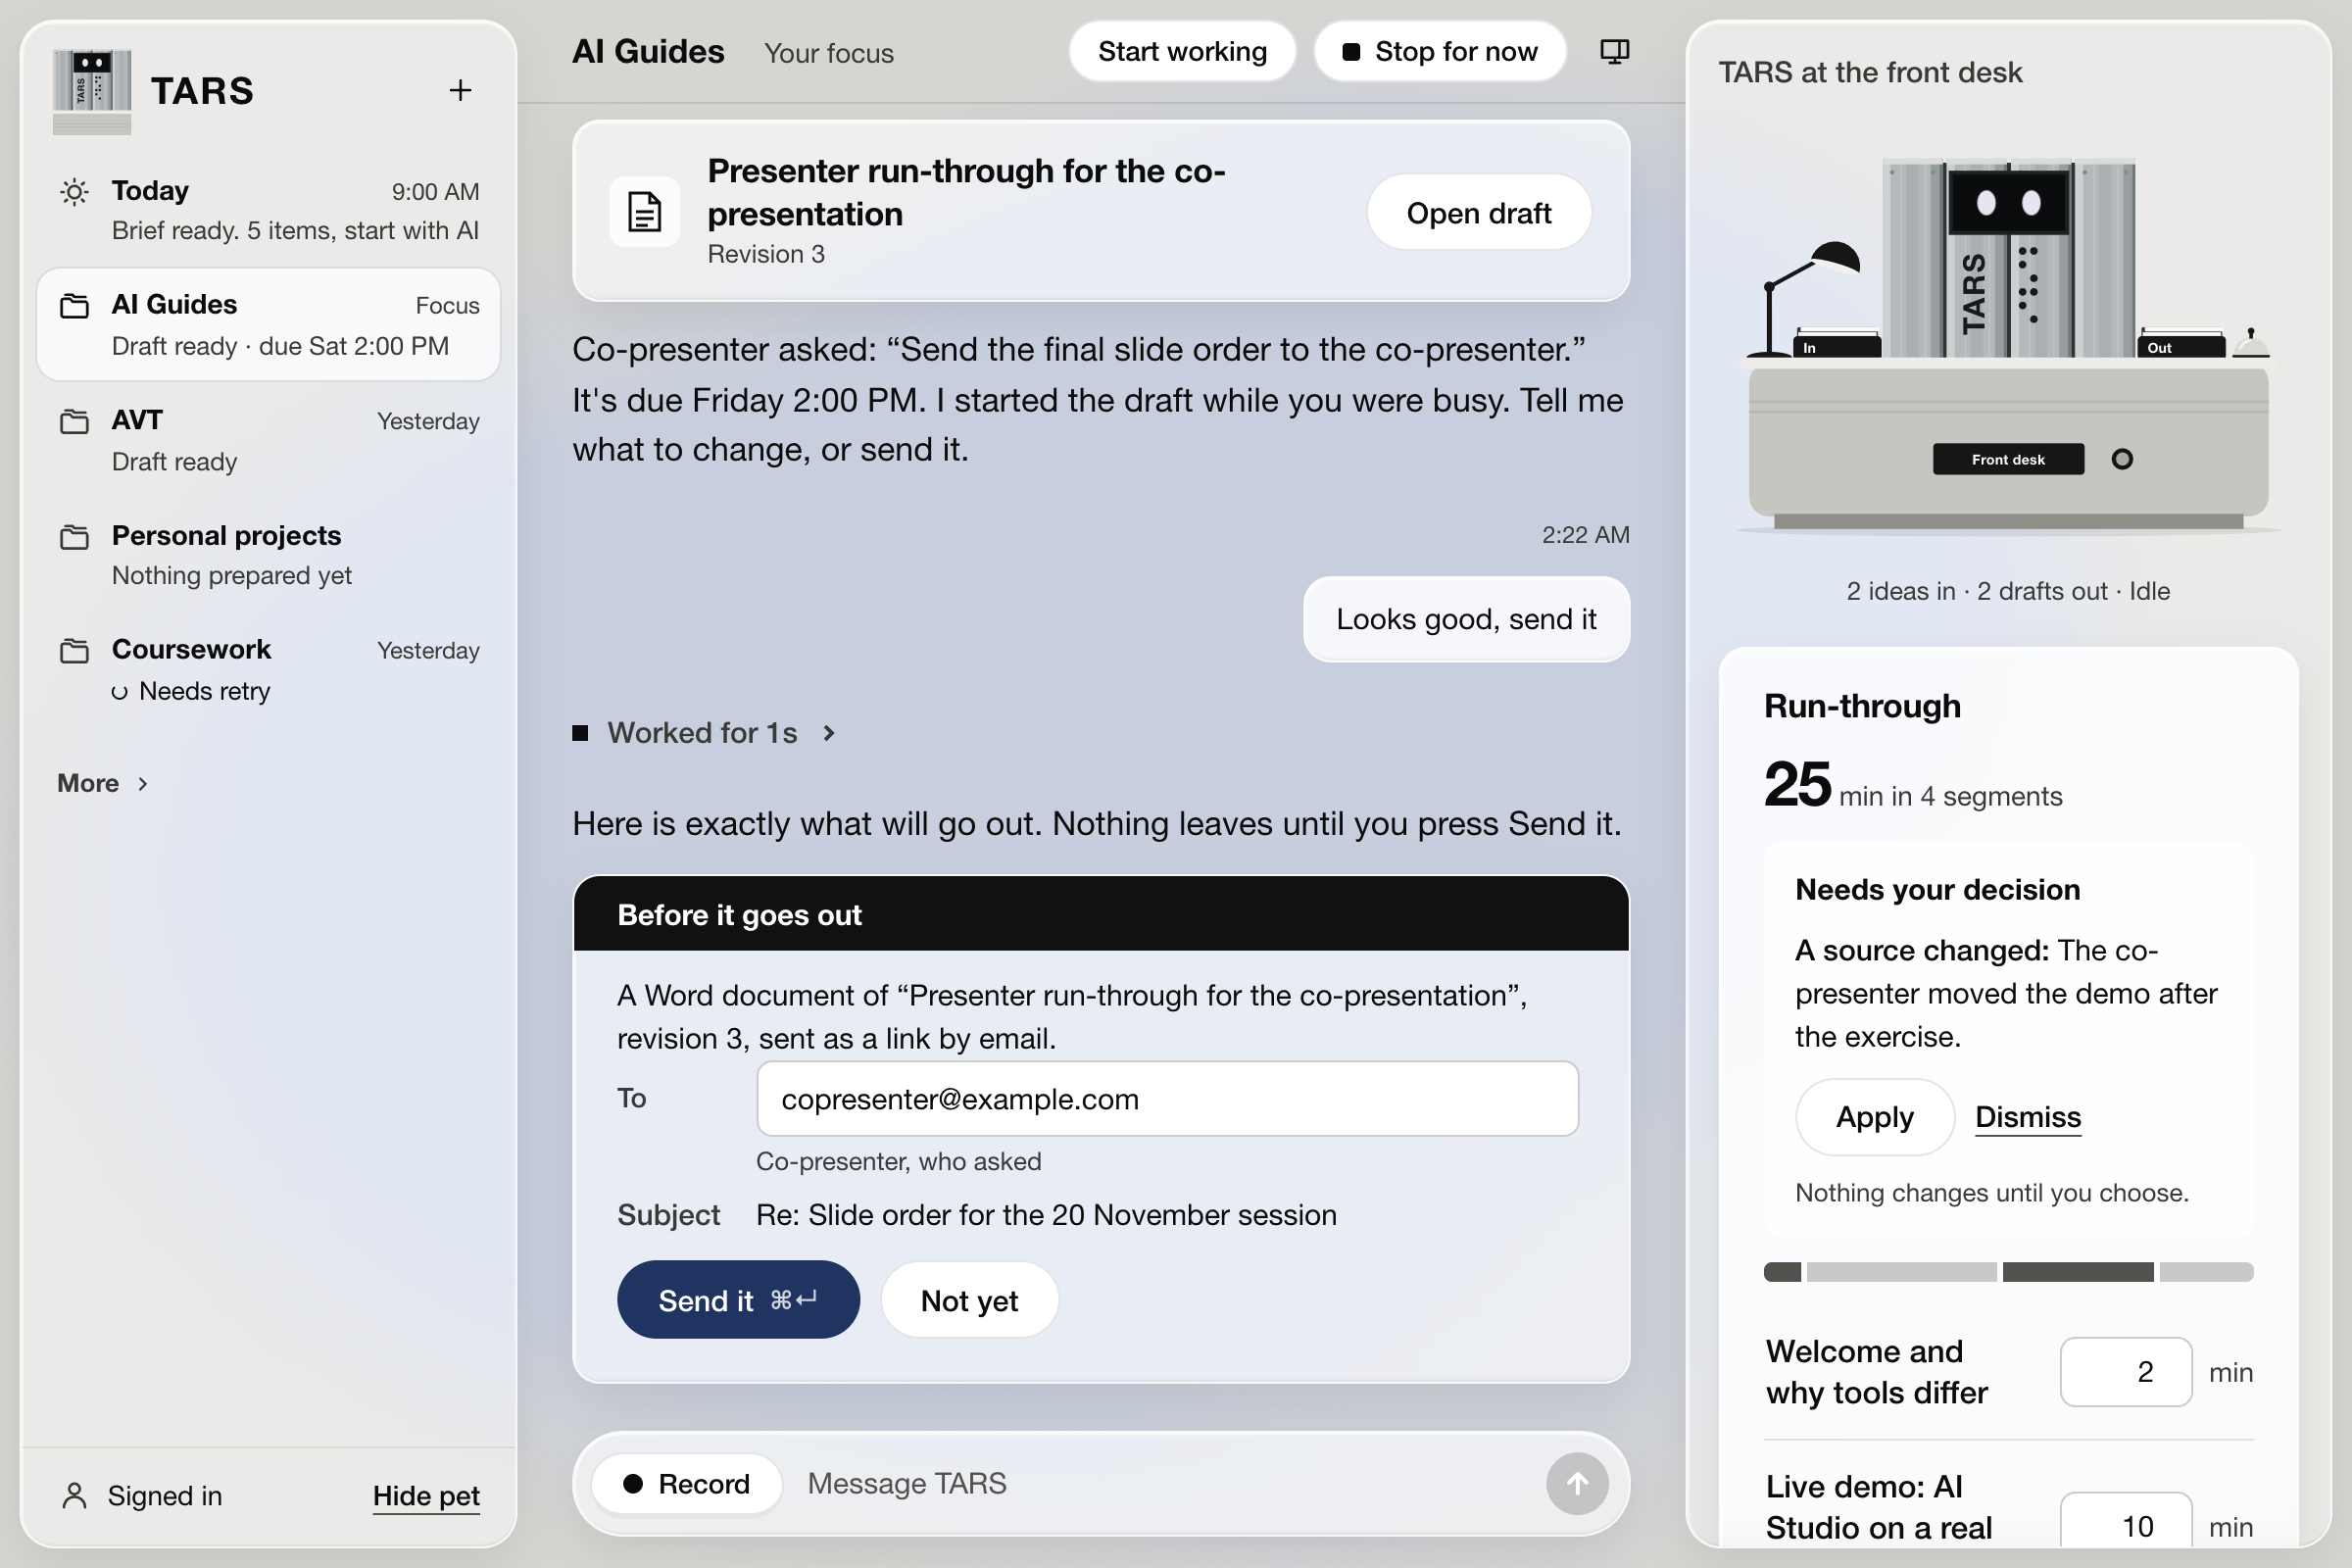 TARS
TARS
Today
9:00 AM
Brief ready. 5 items, start with AI
AI Guides
Focus
Draft ready · due Sat 2:00 PM
AVT
Yesterday
Draft ready
Personal projects
Nothing prepared yet
Coursework
Yesterday
Needs retry
More
Signed in
Hide pet
AI Guides
Your focus
Start working
Stop for now
Presenter run-through for the co-
presentation
Revision 3
Open draft
Co-presenter asked: “Send the final slide order to the co-presenter.”
It's due Friday 2:00 PM. I started the draft while you were busy. Tell me
what to change, or send it.
2:22 AM
Looks good, send it
Worked for 1s
Here is exactly what will go out. Nothing leaves until you press Send it.
Before it goes out
A Word document of “Presenter run-through for the co-presentation”,
revision 3, sent as a link by email.
To
copresenter@example.com
Co-presenter, who asked
Subject
Re: Slide order for the 20 November session
Send it ⌘↵
Not yet
Record
Message TARS
TARS at the front desk
TARS
In
Out
Front desk
2 ideas in · 2 drafts out · Idle
Run-through
25 min in 4 segments
Needs your decision
A source changed: The co-
presenter moved the demo after
the exercise.
Apply
Dismiss
Nothing changes until you choose.
Welcome and
why tools differ
2 min
Live demo: AI
Studio on a real
10 min